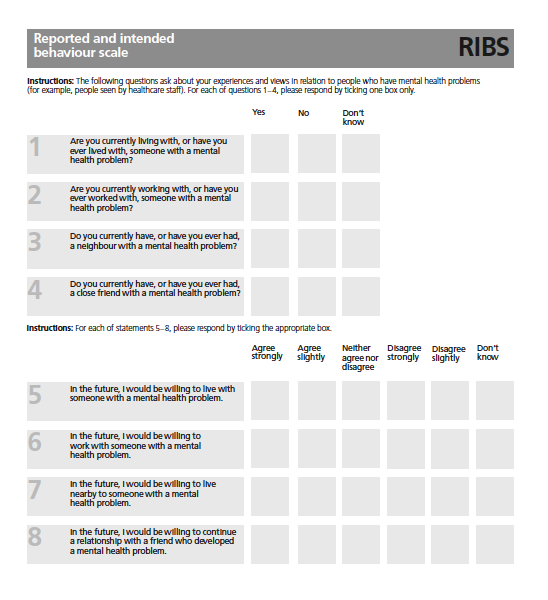 Reported and intended
behaviour scale
RIBS
Instructions: The following questions ask about your experiences and views in relation to people who have mental health problems
(for example, people seen by healthcare staff). For each of questions 1–4, please respond by ticking one box only.
Yes
No
Don't
know
1
Are you currently living with, or have you
ever lived with, someone with a mental
health problem?
2
Are you currently working with, or have you
ever worked with, someone with a mental
health problem?
3
Do you currently have, or have you ever had,
a neighbour with a mental health problem?
4
Do you currently have, or have you ever had,
a close friend with a mental health problem?
Instructions: For each of statements 5–8, please respond by ticking the appropriate box.
Agree
strongly
Agree
slightly
Neither
agree nor
disagree
Disagree
strongly
Disagree
slightly
Don't
know
5
In the future, I would be willing to live with
someone with a mental health problem.
6
In the future, I would be willing to
work with someone with a mental
health problem.
7
In the future, I would be willing to live
nearby to someone with a mental
health problem.
8
In the future, I would be willing to continue
a relationship with a friend who developed
a mental health problem.